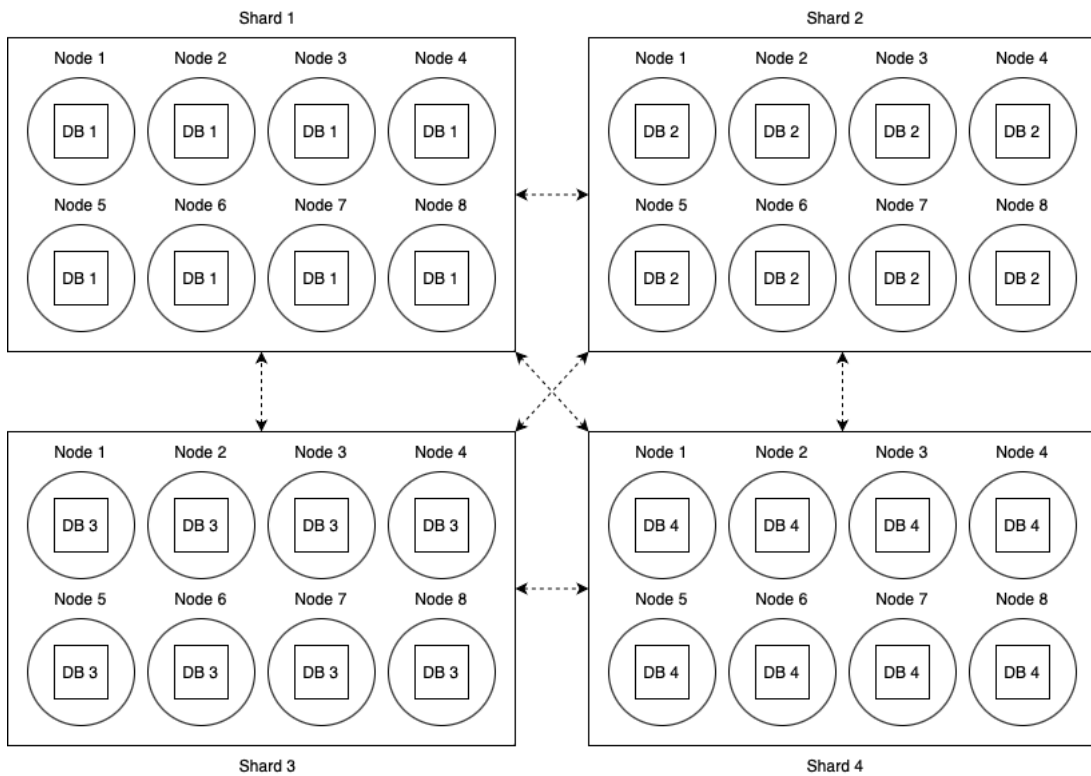 Shard 1
Shard 2
Node 1 Node 2 Node 3 Node 4
Node 1 Node 2 Node 3 Node 4
DB 1 DB 1 DB 1 DB 1
DB 2 DB 2 DB 2 DB 2
Node 5 Node 6 Node 7 Node 8
Node 5 Node 6 Node 7 Node 8
DB 1 DB 1 DB 1 DB 1
DB 2 DB 2 DB 2 DB 2
Node 1 Node 2 Node 3 Node 4
Node 1 Node 2 Node 3 Node 4
DB 3 DB 3 DB 3 DB 3
DB 4 DB 4 DB 4 DB 4
Node 5 Node 6 Node 7 Node 8
Node 5 Node 6 Node 7 Node 8
DB 3 DB 3 DB 3 DB 3
DB 4 DB 4 DB 4 DB 4
Shard 3
Shard 4